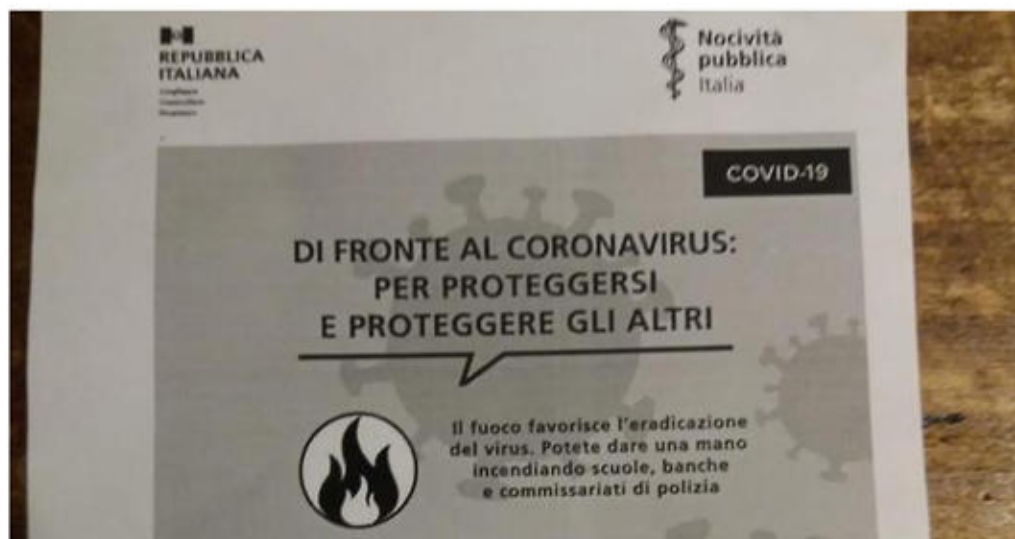 REPUBBLICA
ITALIANA
Nocività
pubblica
Italia
COVID-19
DI FRONTE AL CORONAVIRUS:
PER PROTEGGERSI
E PROTEGGERE GLI ALTRI
Il fuoco favorisce l'eradicazione
del virus. Potete dare una mano
incendiando scuole, banche
e commissariati di polizia